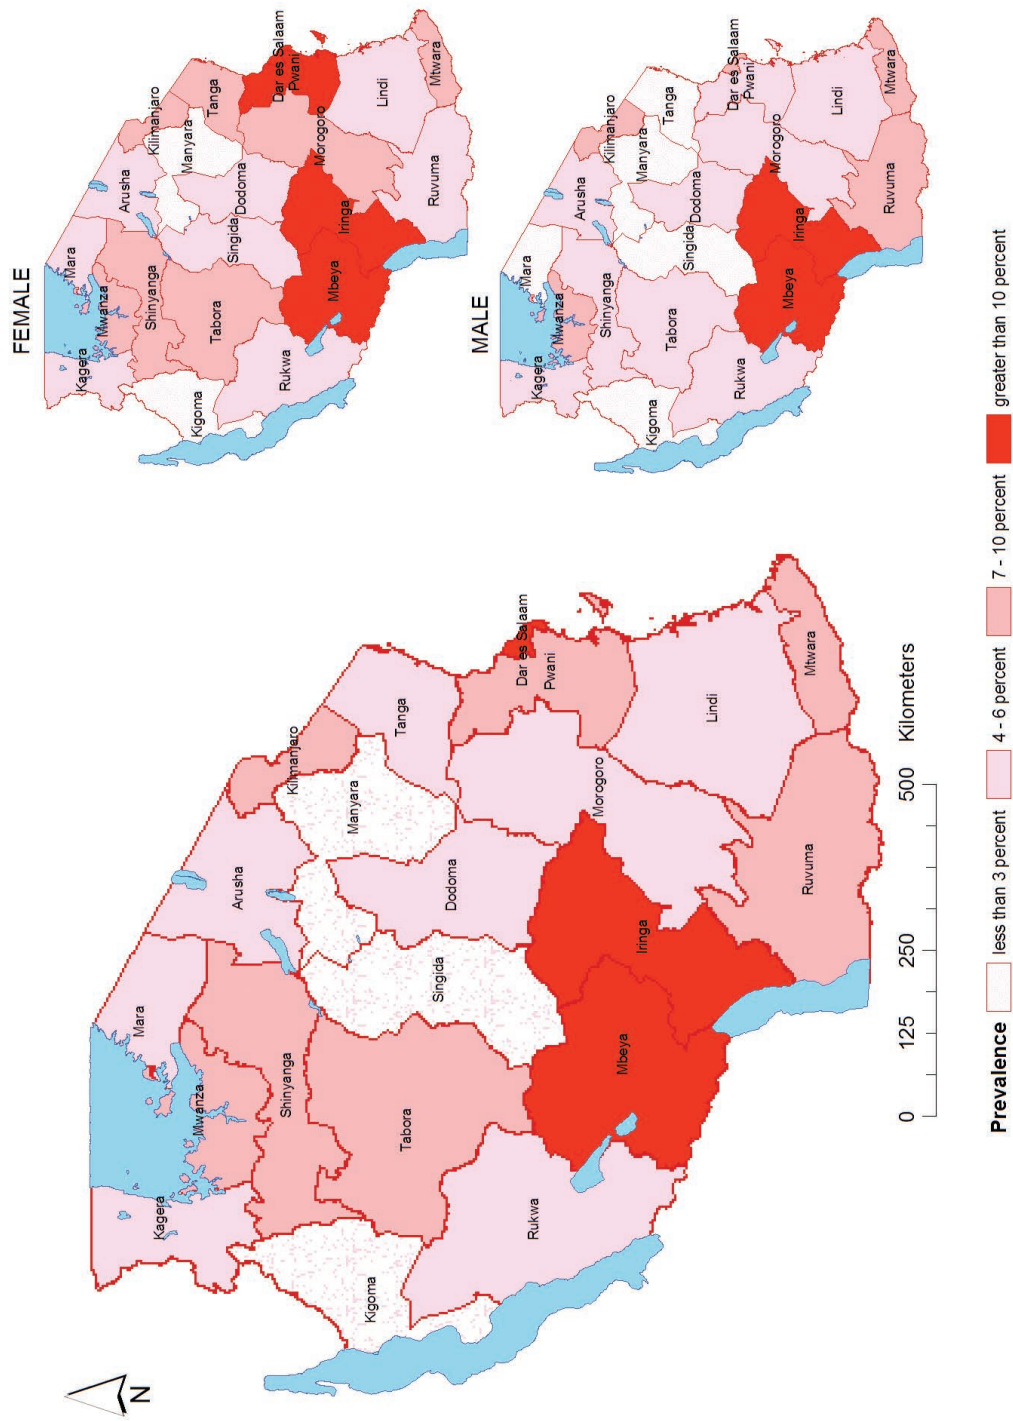 FEMALE
Kagera
Mwanza
Mara
Arusha
Kilimanjaro
Shinyanga
Manyara
Tanga
Kigoma
Tabora
Singida
Dodoma
Dar es Salaam
Pwani
Rukwa
Mbeya
Iringa
Morogoro
Lindi
Ruvuma
Mtwara
MALE
Kagera
Mwanza
Mara
Arusha
Kilimanjaro
Shinyanga
Manyara
Tanga
Kigoma
Tabora
Singida
Dodoma
Dar es Salaam
Pwani
Rukwa
Mbeya
Iringa
Morogoro
Lindi
Ruvuma
Mtwara
N
Kagera
Mwanza
Mara
Arusha
Kilimanjaro
Shinyanga
Manyara
Tanga
Kigoma
Tabora
Singida
Dodoma
Dar es Salaam
Pwani
Rukwa
Mbeya
Iringa
Morogoro
Lindi
Ruvuma
Mtwara
0 125 250 500
Kilometers
Prevalence less than 3 percent 4 - 6 percent 7 - 10 percent greater than 10 percent